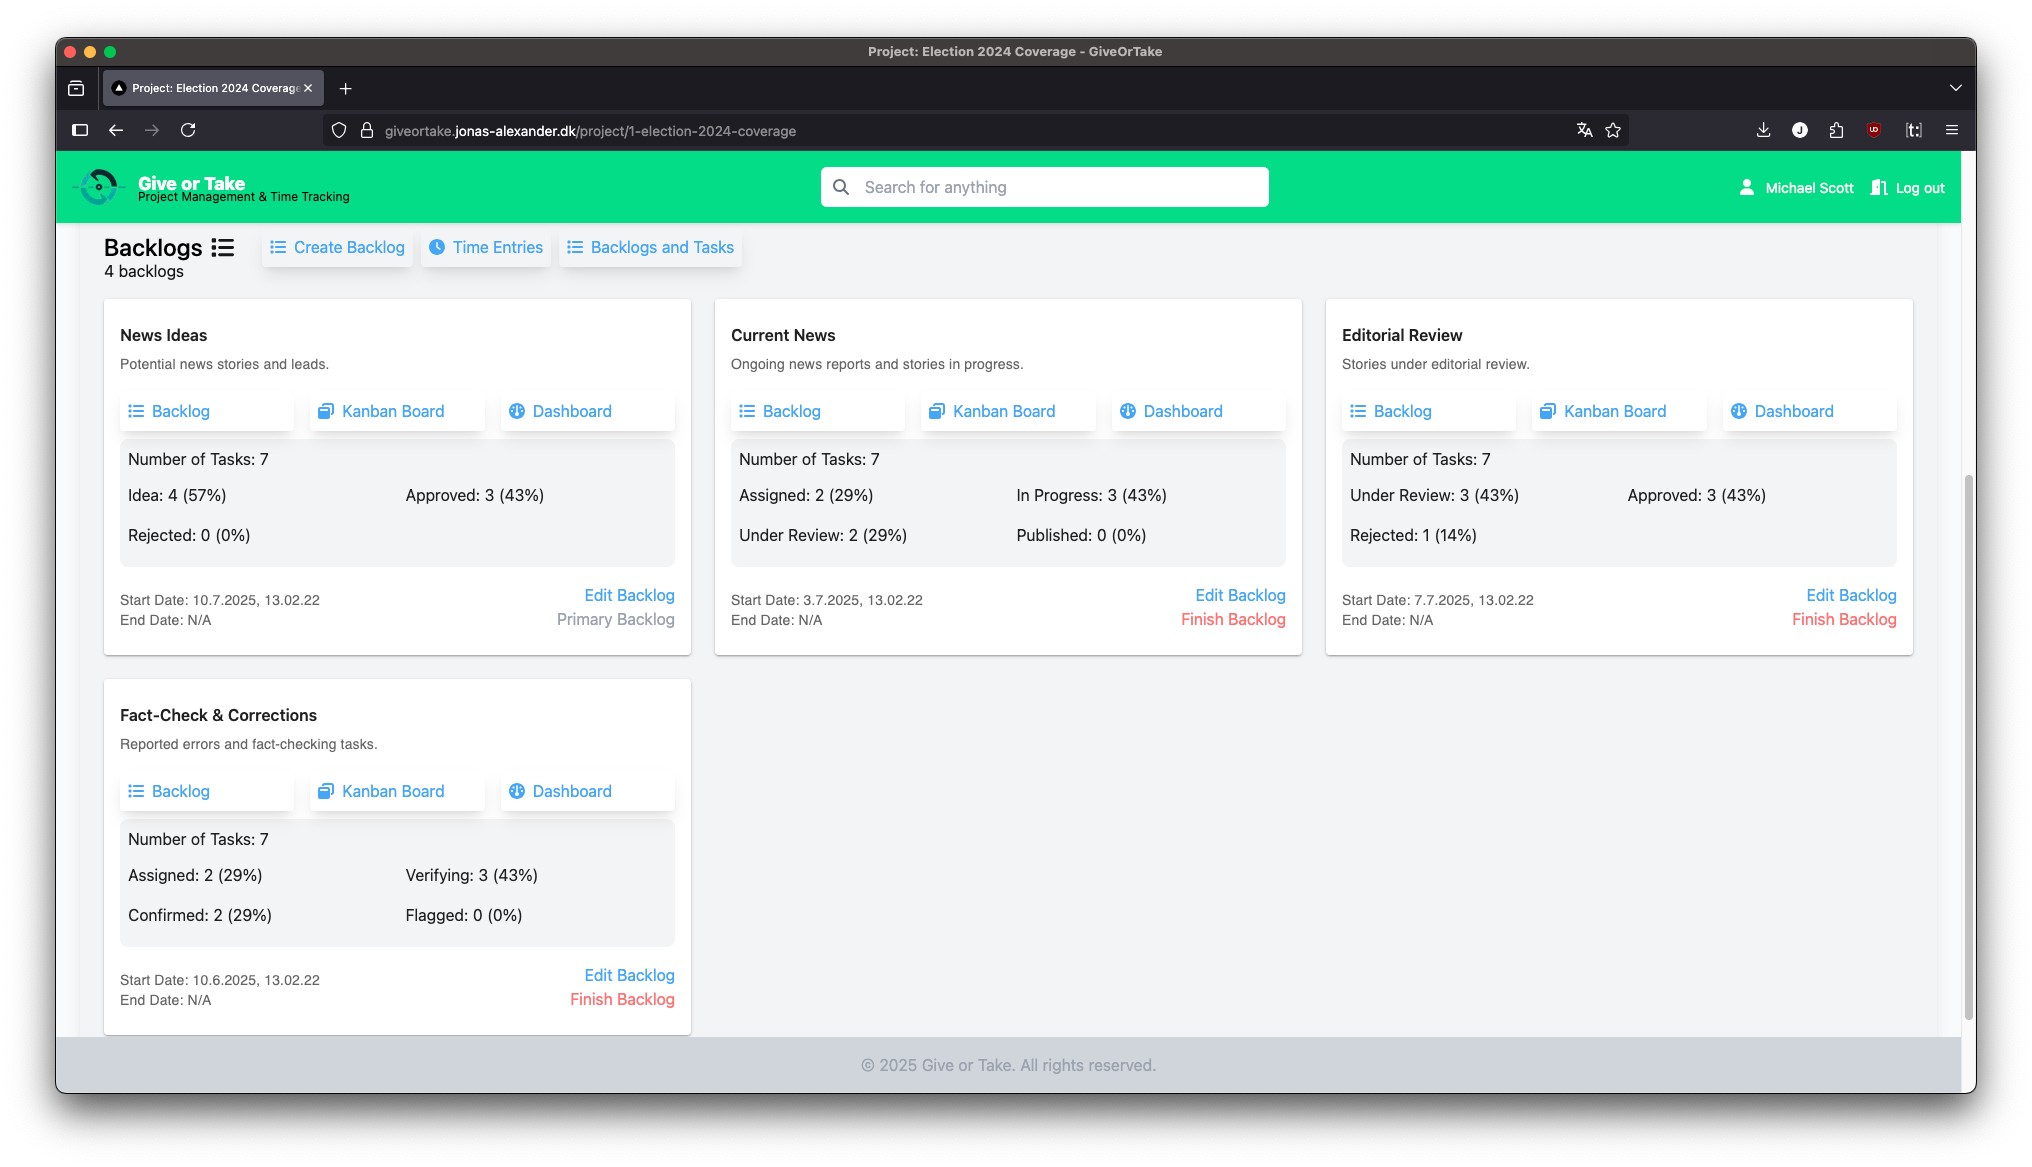 Project: Election 2024 Coverage - GiveOrTake
Project: Election 2024 Coverage
giveortake.jonas-alexander.dk/project/1-election-2024-coverage
Give or Take
Project Management & Time Tracking
Search for anything
Michael Scott
Log out
Backlogs
4 backlogs
Create Backlog
Time Entries
Backlogs and Tasks
News Ideas
Potential news stories and leads.
Backlog
Kanban Board
Dashboard
Number of Tasks: 7
Idea: 4 (57%)
Approved: 3 (43%)
Rejected: 0 (0%)
Start Date: 10.7.2025, 13.02.22
End Date: N/A
Edit Backlog
Primary Backlog
Current News
Ongoing news reports and stories in progress.
Backlog
Kanban Board
Dashboard
Number of Tasks: 7
Assigned: 2 (29%)
In Progress: 3 (43%)
Under Review: 2 (29%)
Published: 0 (0%)
Start Date: 3.7.2025, 13.02.22
End Date: N/A
Edit Backlog
Finish Backlog
Editorial Review
Stories under editorial review.
Backlog
Kanban Board
Dashboard
Number of Tasks: 7
Under Review: 3 (43%)
Approved: 3 (43%)
Rejected: 1 (14%)
Start Date: 7.7.2025, 13.02.22
End Date: N/A
Edit Backlog
Finish Backlog
Fact-Check & Corrections
Reported errors and fact-checking tasks.
Backlog
Kanban Board
Dashboard
Number of Tasks: 7
Assigned: 2 (29%)
Verifying: 3 (43%)
Confirmed: 2 (29%)
Flagged: 0 (0%)
Start Date: 10.6.2025, 13.02.22
End Date: N/A
Edit Backlog
Finish Backlog
© 2025 Give or Take. All rights reserved.